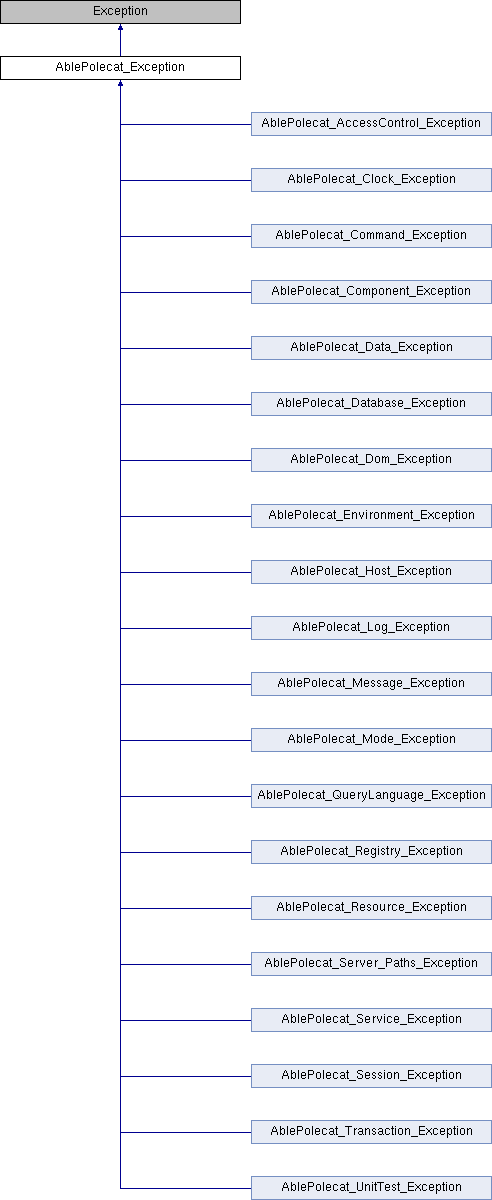 Exception
AblePolecat_Exception
AblePolecat_AccessControl_Exception
AblePolecat_Clock_Exception
AblePolecat_Command_Exception
AblePolecat_Component_Exception
AblePolecat_Data_Exception
AblePolecat_Database_Exception
AblePolecat_Dom_Exception
AblePolecat_Environment_Exception
AblePolecat_Host_Exception
AblePolecat_Log_Exception
AblePolecat_Message_Exception
AblePolecat_Mode_Exception
AblePolecat_QueryLanguage_Exception
AblePolecat_Registry_Exception
AblePolecat_Resource_Exception
AblePolecat_Server_Paths_Exception
AblePolecat_Service_Exception
AblePolecat_Session_Exception
AblePolecat_Transaction_Exception
AblePolecat_UnitTest_Exception